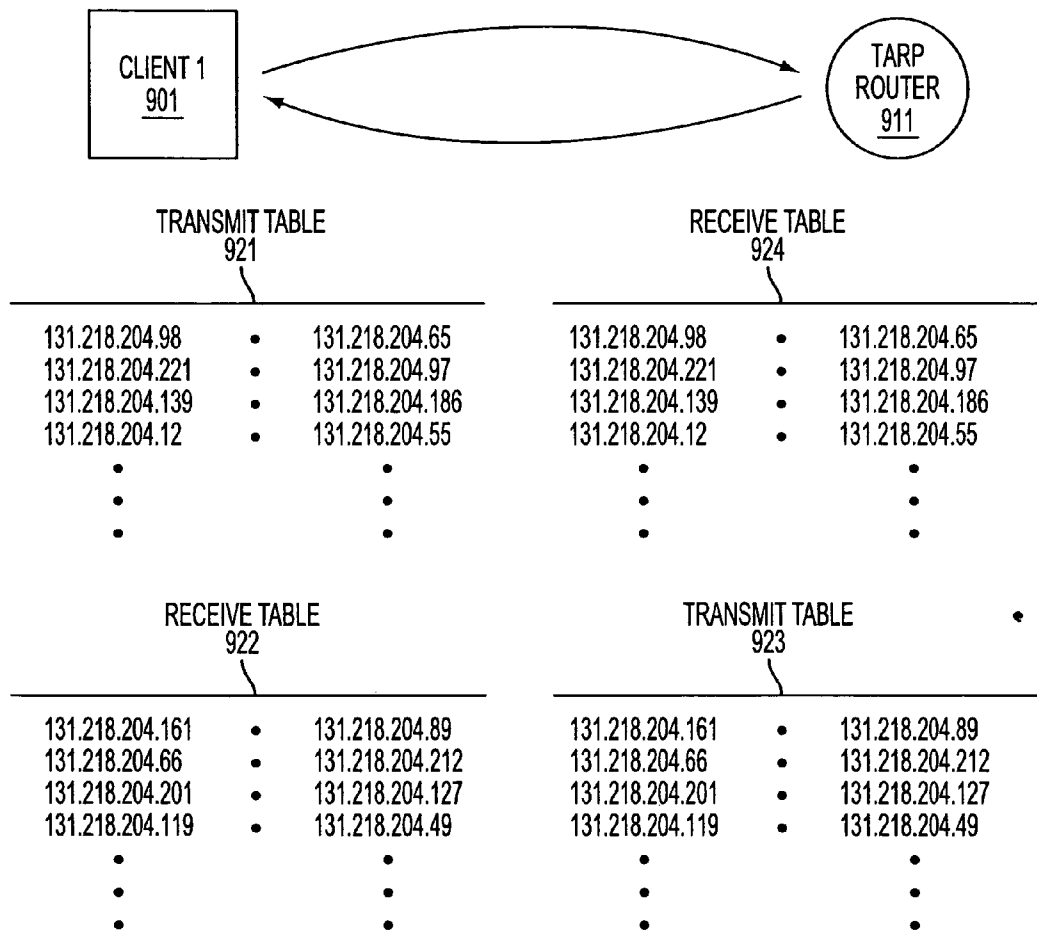 CLIENT 1
901
TARP
ROUTER
911
TRANSMIT TABLE
921
131.218.204.98 • 131.218.204.65
131.218.204.221 • 131.218.204.97
131.218.204.139 • 131.218.204.186
131.218.204.12 • 131.218.204.55
RECEIVE TABLE
924
131.218.204.98 • 131.218.204.65
131.218.204.221 • 131.218.204.97
131.218.204.139 • 131.218.204.186
131.218.204.12 • 131.218.204.55
RECEIVE TABLE
922
131.218.204.161 • 131.218.204.89
131.218.204.66 • 131.218.204.212
131.218.204.201 • 131.218.204.127
131.218.204.119 • 131.218.204.49
TRANSMIT TABLE
923
131.218.204.161 • 131.218.204.89
131.218.204.66 • 131.218.204.212
131.218.204.201 • 131.218.204.127
131.218.204.119 • 131.218.204.49